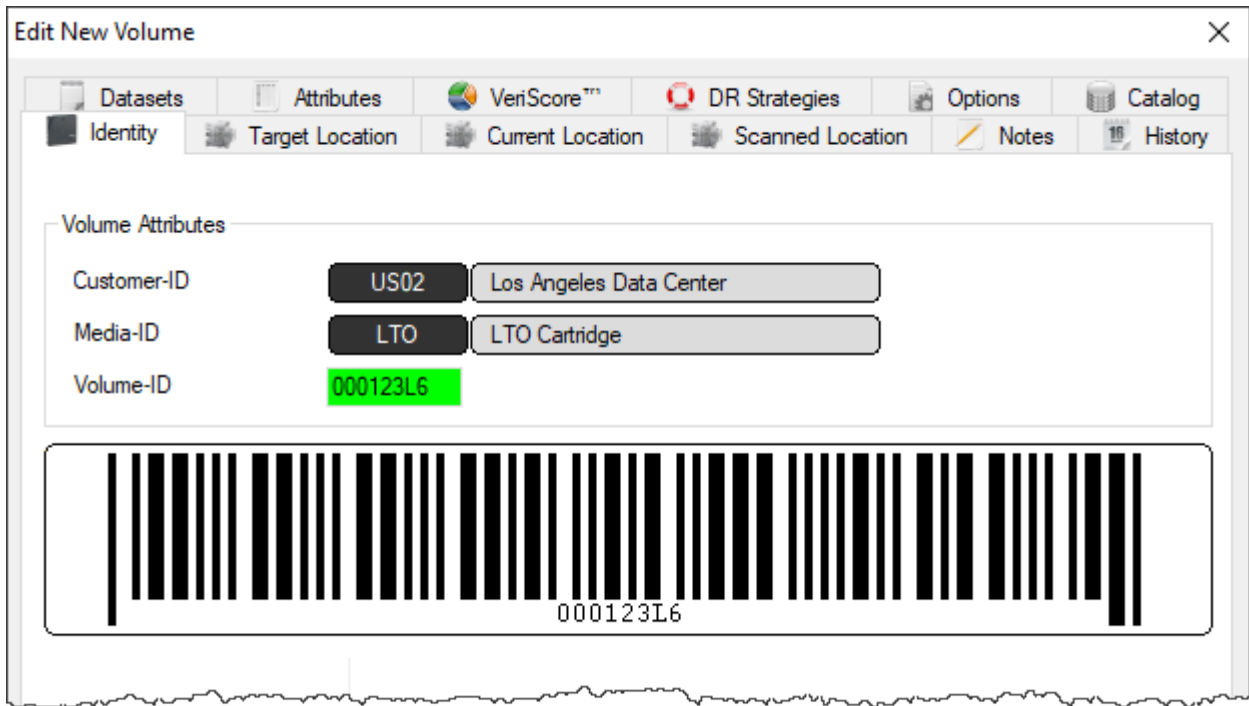 Edit New Volume
Datasets Attributes VeriScore™ DR Strategies Options Catalog
Identity Target Location Current Location Scanned Location Notes 16 History
Volume Attributes
Customer-ID US02 Los Angeles Data Center
Media-ID LTO LTO Cartridge
Volume-ID 000123L6
000123L6